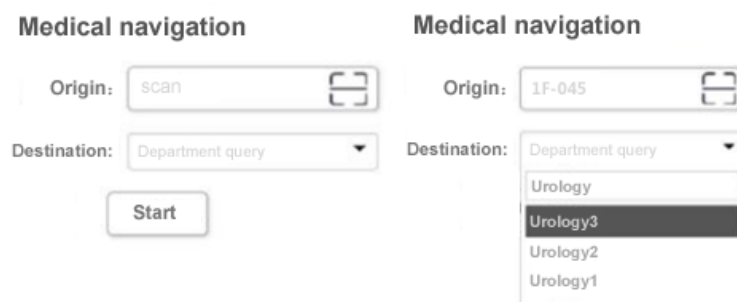 Medical navigation
Origin: scan
Destination: Department query
Start
Medical navigation
Origin: 1F-045
Destination: Department query
Urology
Urology3
Urology2
Urology1